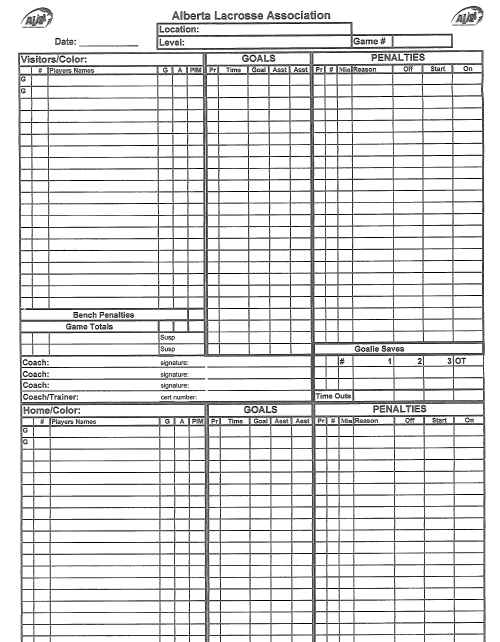 Alberta Lacrosse Association
Location:
Date: Level: Game #
Visitors/Color: GOALS PENALTIES
# Players Names G A PIM Pr Time Goal Asst Asst Pr # Min Reason Off Start On
G
G
Bench Penalties
Game Totals
Susp
Susp Goalie Saves
Coach: signature: # 1 2 3 OT
Coach: signature:
Coach: signature:
Coach/Trainer: cert number: Time Outs
Home/Color: GOALS PENALTIES
# Players Names G A PIM Pr Time Goal Asst Asst Pr # Min Reason Off Start On
G
G